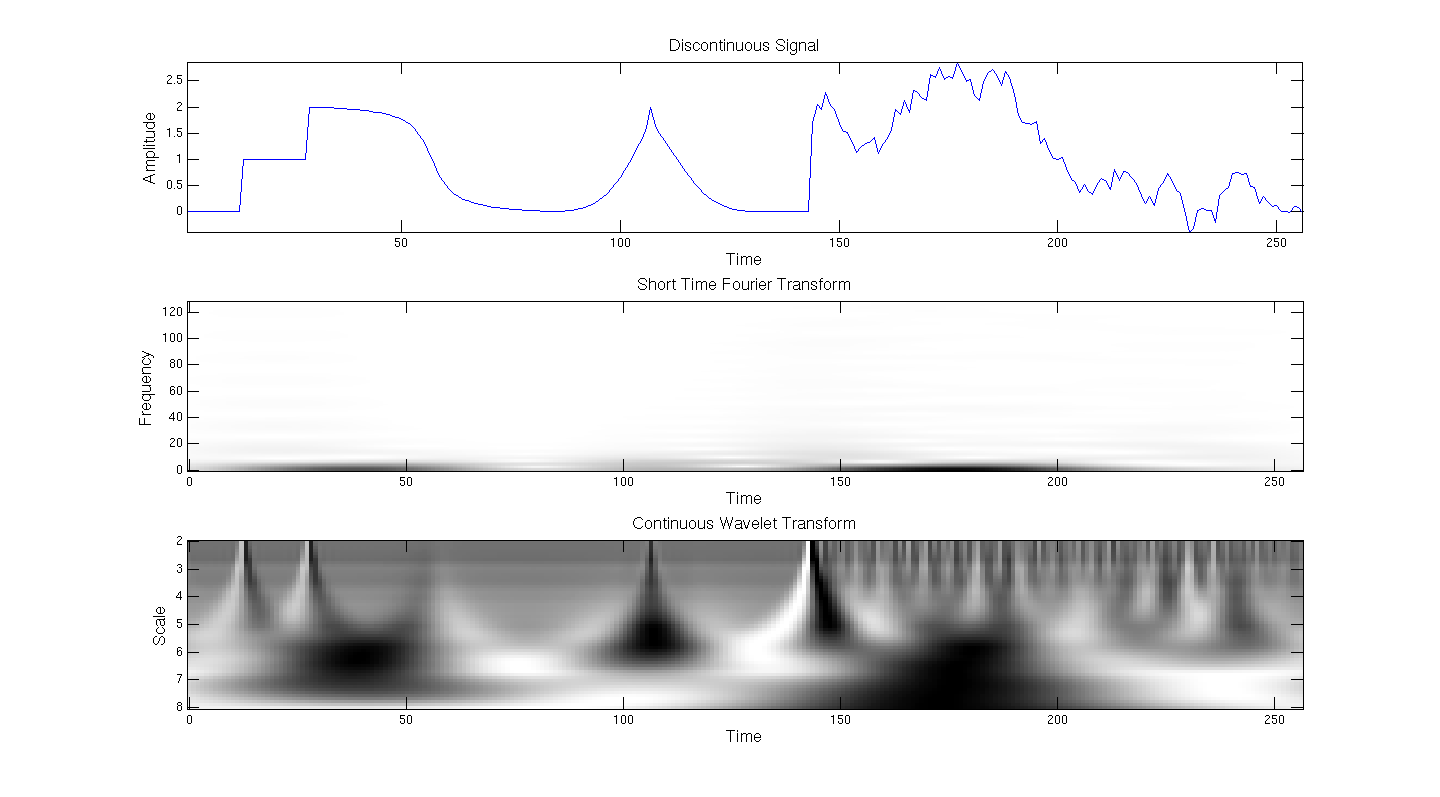 Discontinuous Signal
Amplitude
2.5
2
1.5
1
0.5
0
50 100 150 200 250
Time
Short Time Fourier Transform
Frequency
120
100
80
60
40
20
0
0 50 100 150 200 250
Time
Continuous Wavelet Transform
Scale
2
3
4
5
6
7
8
0 50 100 150 200 250
Time